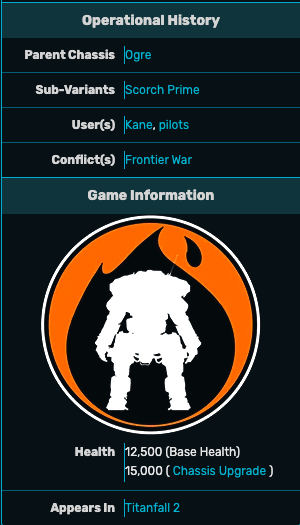 Operational History
Parent Chassis Ogre
Sub-Variants Scorch Prime
User(s) Kane, pilots
Conflict(s) Frontier War
Game Information
Health 12,500 (Base Health)
15,000 ( Chassis Upgrade )
Appears In Titanfall 2